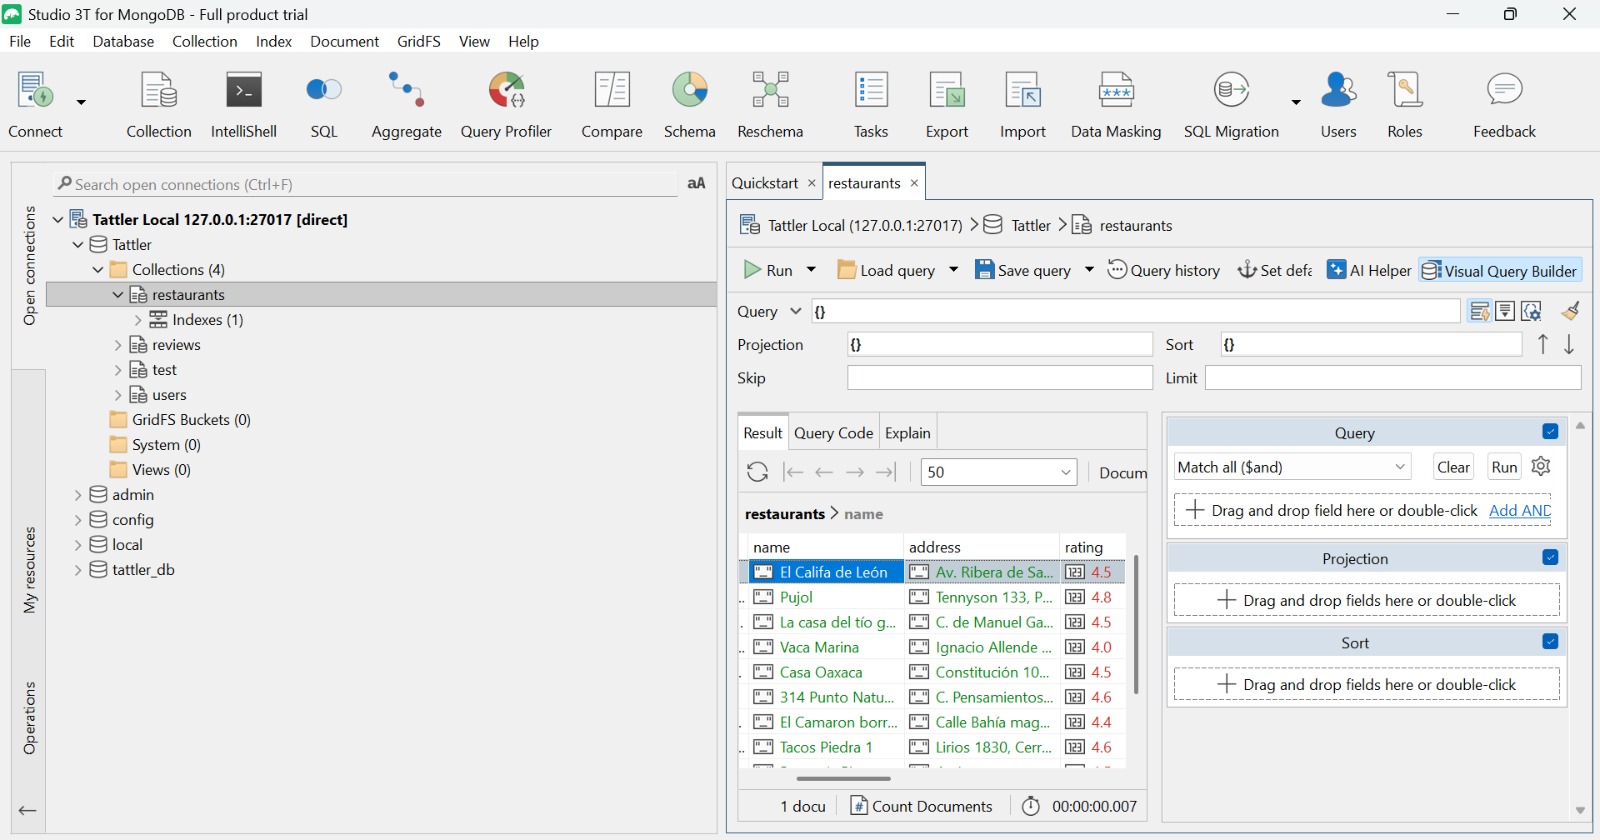 Studio 3T for MongoDB - Full product trial
File Edit Database Collection Index Document GridFS View Help
Connect Collection IntelliShell SQL Aggregate Query Profiler Compare Schema Reschema Tasks Export Import Data Masking SQL Migration Users Roles Feedback
Open connections
My resources
Operations
Search open connections (Ctrl+F) aA
Tattler Local 127.0.0.1:27017 [direct]
Tattler
Collections (4)
restaurants
Indexes (1)
reviews
test
users
GridFS Buckets (0)
System (0)
Views (0)
admin
config
local
tattler_db
Quickstart × restaurants ×
Tattler Local (127.0.0.1:27017) Tattler restaurants
Run Load query Save query Query history Set defa AI Helper Visual Query Builder
Query {}
Projection {} Sort {}
Skip Limit
Result Query Code Explain
50 Docum
restaurants > name
name address rating
El Califa de León Av. Ribera de Sa... 4.5
Pujol Tennyson 133, P... 4.8
La casa del tío g... C. de Manuel Ga... 4.5
Vaca Marina Ignacio Allende ... 4.0
Casa Oaxaca Constitución 10... 4.5
314 Punto Natu... C. Pensamientos... 4.6
El Camaron borr... Calle Bahía mag... 4.4
Tacos Piedra 1 Lirios 1830, Cerr... 4.6
1 docu Count Documents 00:00:00.007
Query
Match all ($and) Clear Run
Drag and drop field here or double-click Add AND
Projection
Drag and drop fields here or double-click
Sort
Drag and drop fields here or double-click